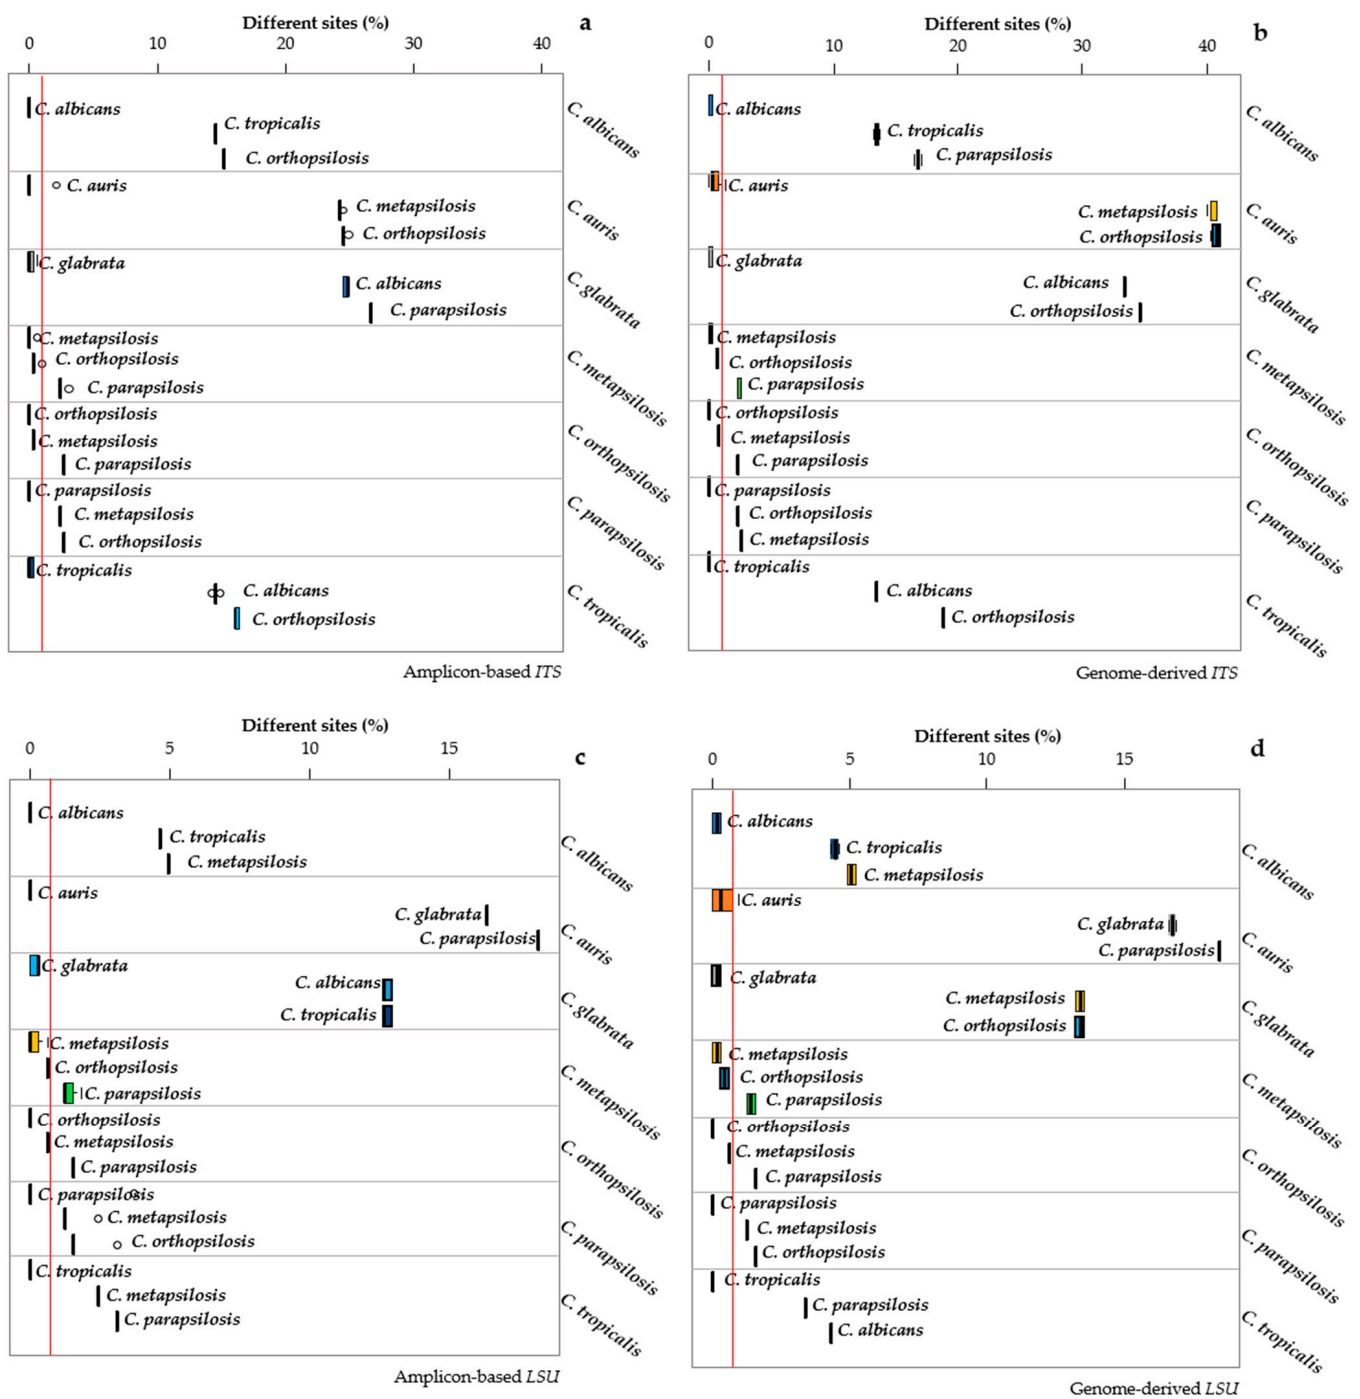 Different sites (%)
a
0 10 20 30 40
C. albicans
C. tropicalis
C. orthopsilosis
C. albicans
C. auris
C. metapsilosis
C. orthopsilosis
C. auris
C. glabrata
C. albicans
C. parapsilosis
C. glabrata
C. metapsilosis
C. orthopsilosis
C. parapsilosis
C. metapsilosis
C. orthopsilosis
C. metapsilosis
C. parapsilosis
C. orthopsilosis
C. parapsilosis
C. metapsilosis
C. orthopsilosis
C. parapsilosis
C. tropicalis
C. albicans
C. orthopsilosis
C. tropicalis
Amplicon-based ITS
Different sites (%)
b
0 10 20 30 40
C. albicans
C. tropicalis
C. parapsilosis
C. albicans
C. auris
C. metapsilosis
C. orthopsilosis
C. auris
C. glabrata
C. albicans
C. orthopsilosis
C. glabrata
C. metapsilosis
C. orthopsilosis
C. parapsilosis
C. metapsilosis
C. orthopsilosis
C. metapsilosis
C. parapsilosis
C. orthopsilosis
C. parapsilosis
C. orthopsilosis
C. metapsilosis
C. parapsilosis
C. tropicalis
C. albicans
C. orthopsilosis
C. tropicalis
Genome-derived ITS
Different sites (%)
c
0 5 10 15
C. albicans
C. tropicalis
C. metapsilosis
C. albicans
C. auris
C. glabrata
C. parapsilosis
C. auris
C. glabrata
C. albicans
C. tropicalis
C. glabrata
C. metapsilosis
C. orthopsilosis
C. parapsilosis
C. metapsilosis
C. orthopsilosis
C. metapsilosis
C. parapsilosis
C. orthopsilosis
C. parapsilosis
C. metapsilosis
C. orthopsilosis
C. parapsilosis
C. tropicalis
C. metapsilosis
C. parapsilosis
C. tropicalis
Amplicon-based LSU
Different sites (%)
d
0 5 10 15
C. albicans
C. tropicalis
C. metapsilosis
C. albicans
C. auris
C. glabrata
C. parapsilosis
C. auris
C. glabrata
C. metapsilosis
C. orthopsilosis
C. glabrata
C. metapsilosis
C. orthopsilosis
C. parapsilosis
C. metapsilosis
C. orthopsilosis
C. metapsilosis
C. parapsilosis
C. orthopsilosis
C. parapsilosis
C. metapsilosis
C. orthopsilosis
C. parapsilosis
C. tropicalis
C. parapsilosis
C. albicans
C. tropicalis
Genome-derived LSU